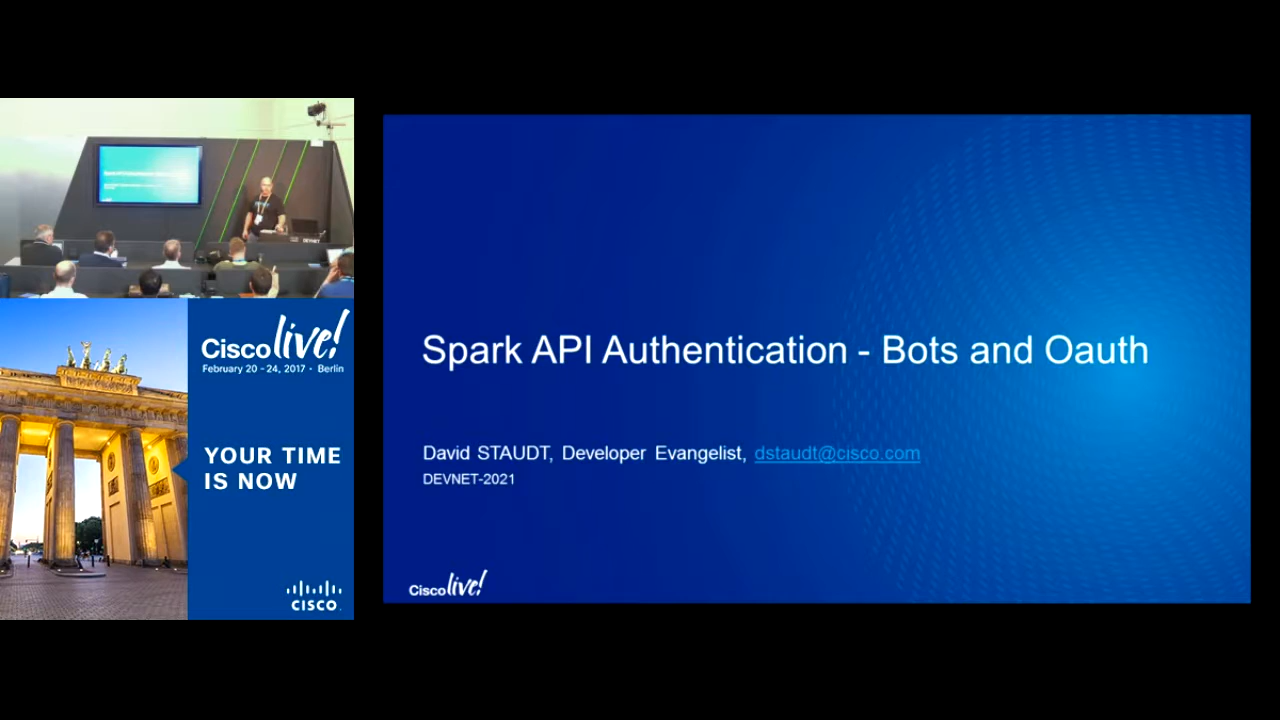 Cisco live!
February 20 - 24, 2017 • Berlin
YOUR TIME
IS NOW
CISCO.
Spark API Authentication - Bots and Oauth
David STAUDT, Developer Evangelist, dstaudt@cisco.com
DEVNET-2021
Cisco live!
DEVNET